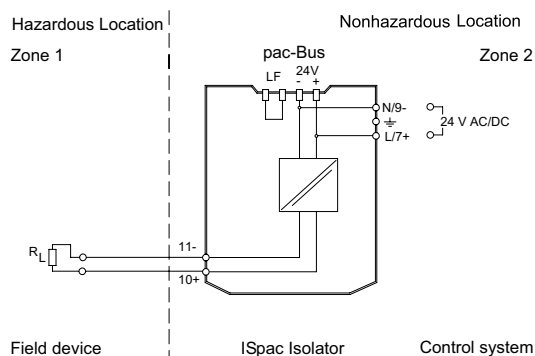 Hazardous Location
Nonhazardous Location
Zone 1
pac-Bus
Zone 2
LF
24V
- +
N/9-
L/7+
24 V AC/DC
RL
11-
10+
Field device
ISpac Isolator
Control system